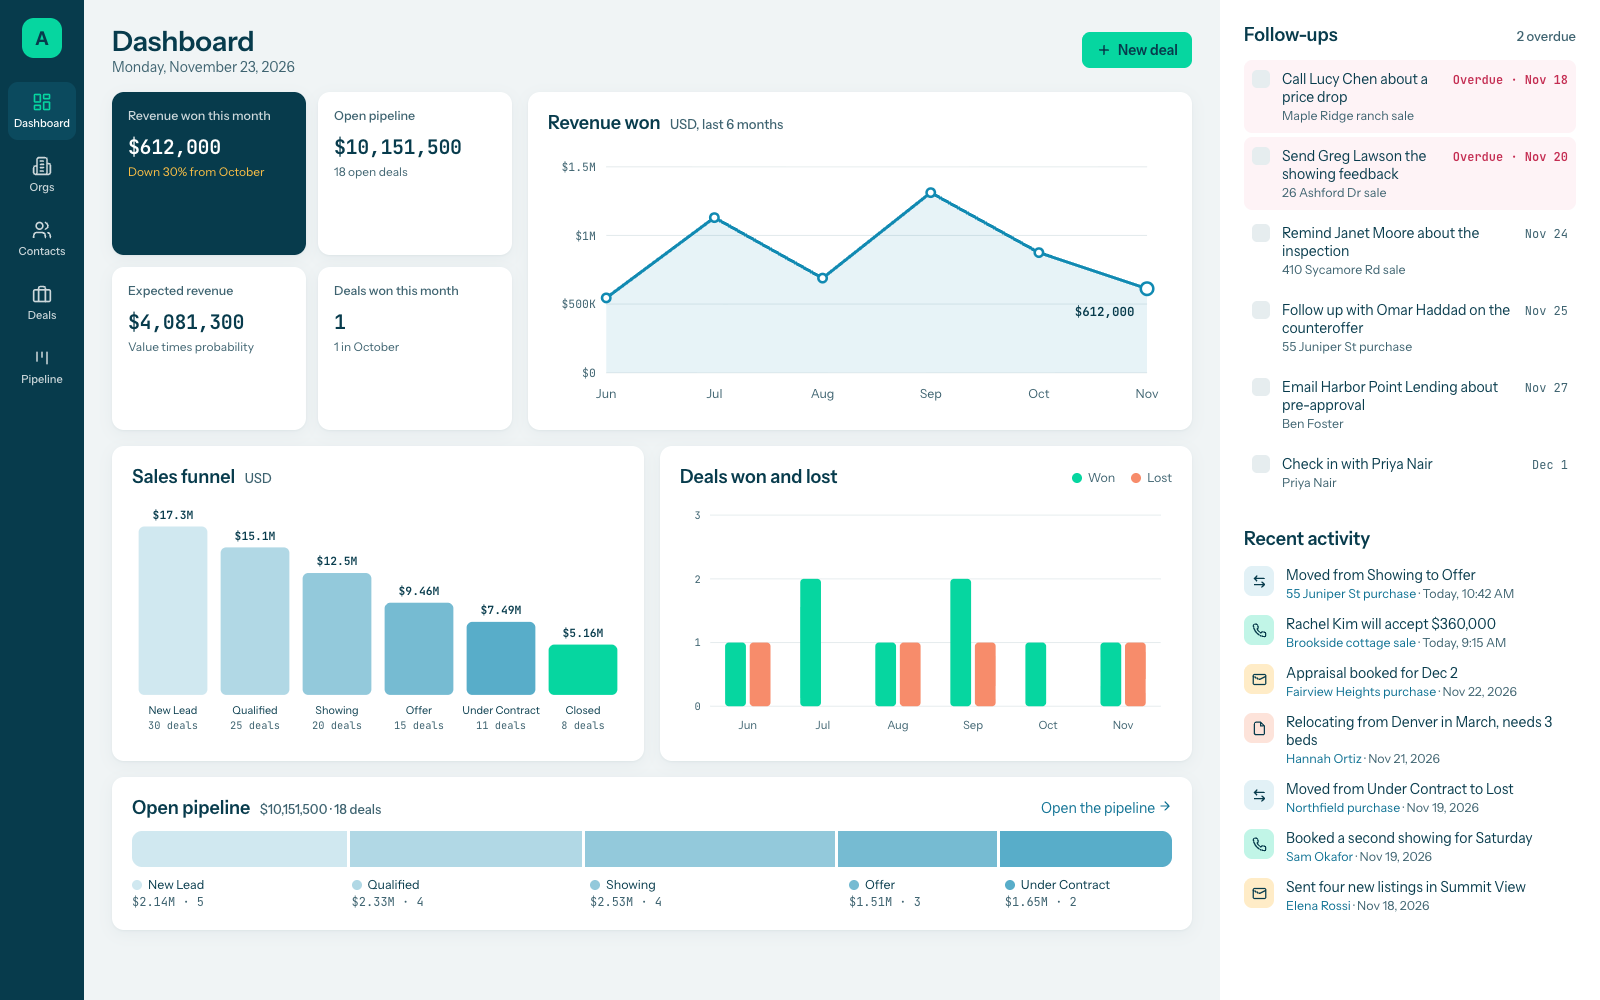 A
Dashboard
Orgs
Contacts
Deals
Pipeline
Dashboard
Monday, November 23, 2026
+ New deal
Revenue won this month
$612,000
Down 30% from October
Open pipeline
$10,151,500
18 open deals
Expected revenue
$4,081,300
Value times probability
Deals won this month
1
1 in October
Revenue won USD, last 6 months
$1.5M
$1M
$500K
$0
$612,000
Jun Jul Aug Sep Oct Nov
Sales funnel USD
$17.3M
$15.1M
$12.5M
$9.46M
$7.49M
$5.16M
New Lead Qualified Showing Offer Under Contract Closed
30 deals 25 deals 20 deals 15 deals 11 deals 8 deals
Deals won and lost
Won Lost
3
2
1
0
Jun Jul Aug Sep Oct Nov
Open pipeline $10,151,500 · 18 deals
Open the pipeline →
New Lead Qualified Showing Offer Under Contract
$2.14M · 5 $2.33M · 4 $2.53M · 4 $1.51M · 3 $1.65M · 2
Follow-ups
2 overdue
Call Lucy Chen about a Overdue · Nov 18
price drop
Maple Ridge ranch sale
Send Greg Lawson the Overdue · Nov 20
showing feedback
26 Ashford Dr sale
Remind Janet Moore about the Nov 24
inspection
410 Sycamore Rd sale
Follow up with Omar Haddad on the Nov 25
counteroffer
55 Juniper St purchase
Email Harbor Point Lending about Nov 27
pre-approval
Ben Foster
Check in with Priya Nair Dec 1
Priya Nair
Recent activity
Moved from Showing to Offer
55 Juniper St purchase · Today, 10:42 AM
Rachel Kim will accept $360,000
Brookside cottage sale · Today, 9:15 AM
Appraisal booked for Dec 2
Fairview Heights purchase · Nov 22, 2026
Relocating from Denver in March, needs 3
beds
Hannah Ortiz · Nov 21, 2026
Moved from Under Contract to Lost
Northfield purchase · Nov 19, 2026
Booked a second showing for Saturday
Sam Okafor · Nov 19, 2026
Sent four new listings in Summit View
Elena Rossi · Nov 18, 2026